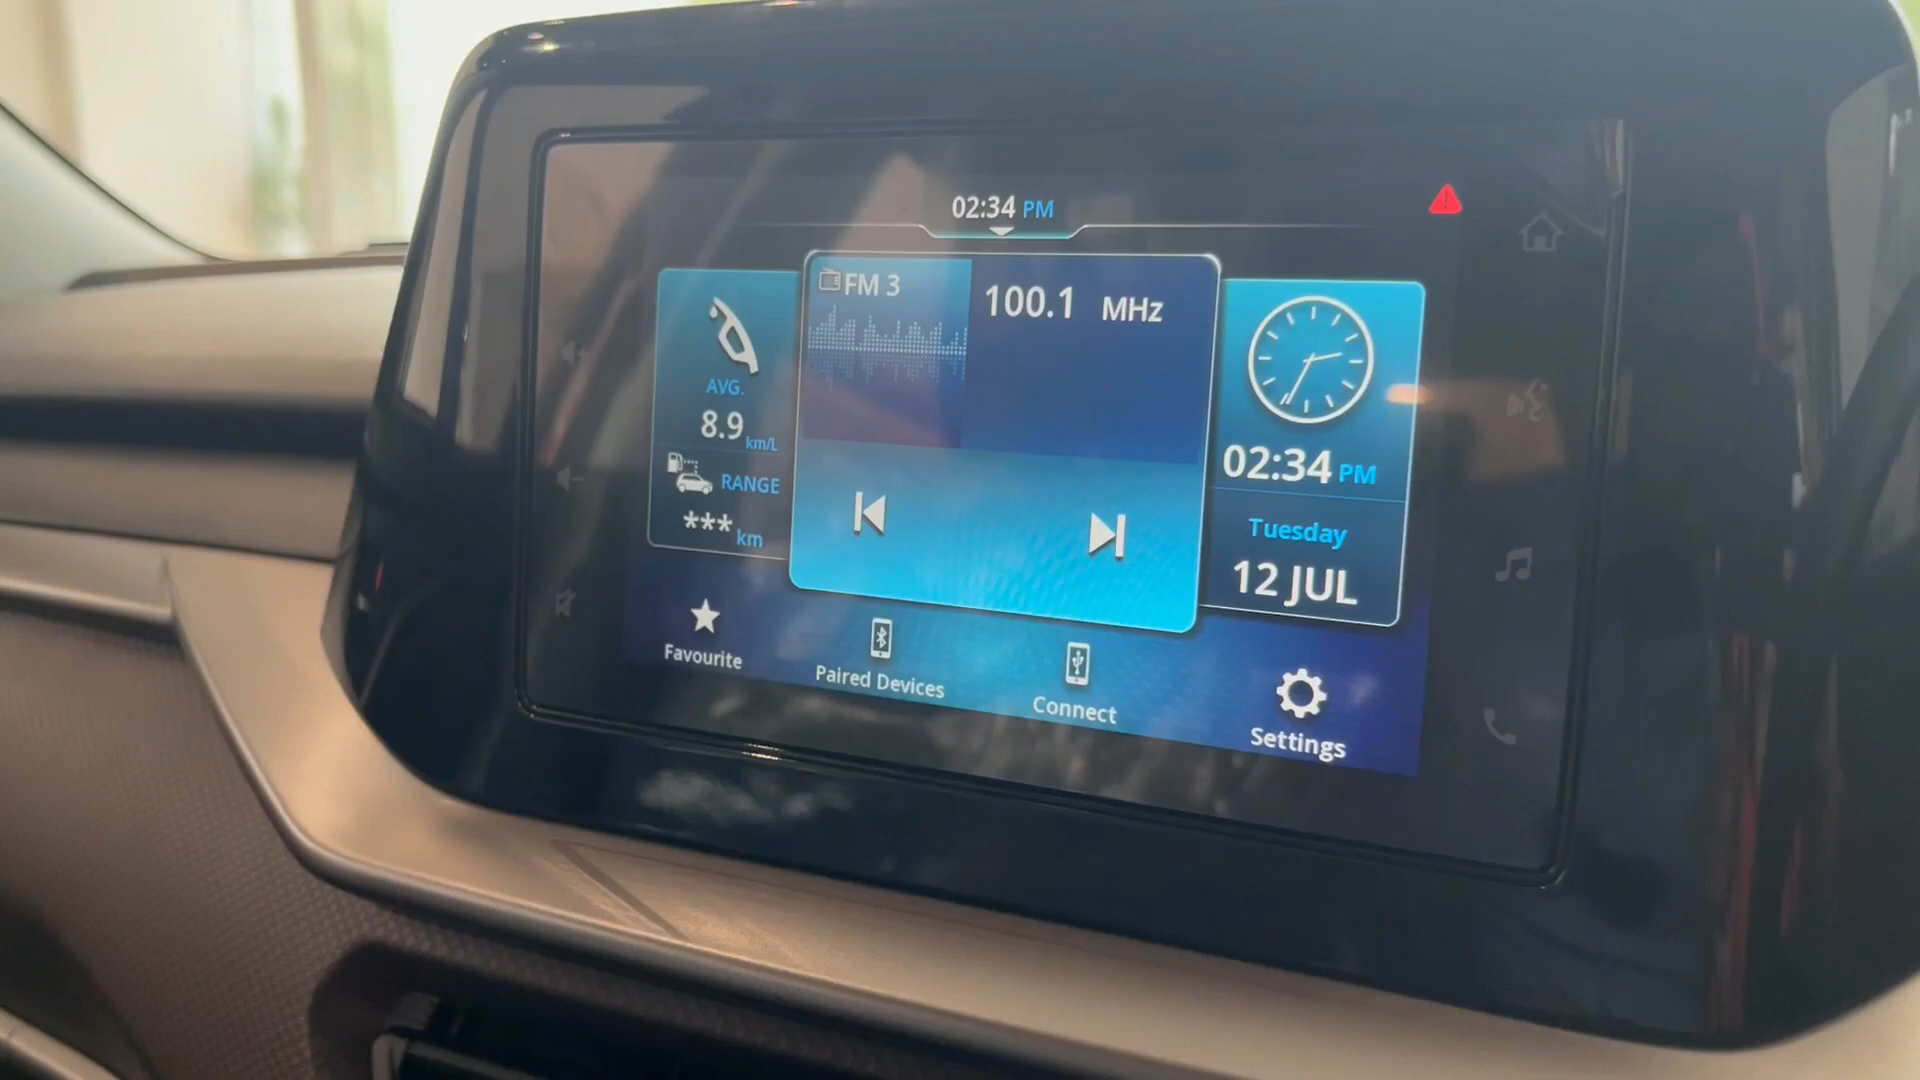 02:34 PM
FM 3
100.1 MHz
AVG.
8.9 km/L
RANGE
*** km
02:34 PM
Tuesday
12 JUL
Favourite
Paired Devices
Connect
Settings